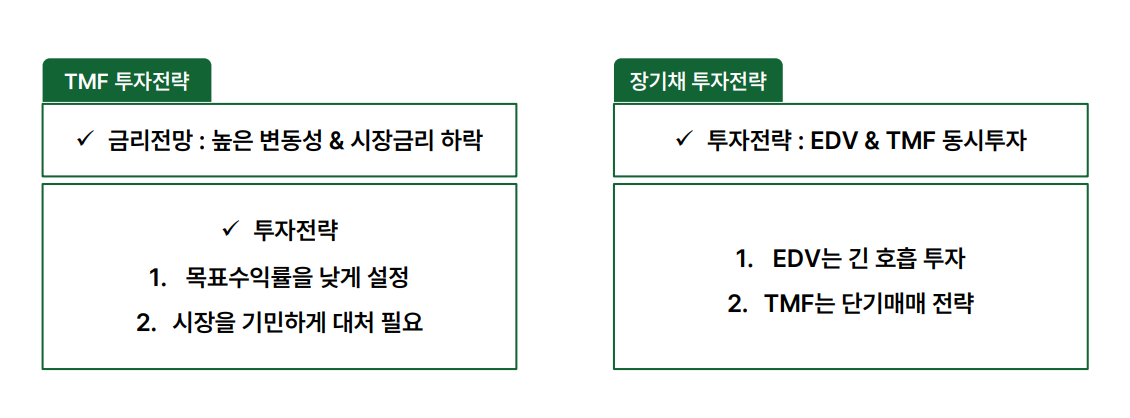 TMF 투자전략
✓ 금리전망 : 높은 변동성 & 시장금리 하락
✓ 투자전략
1. 목표수익률을 낮게 설정
2. 시장을 기민하게 대처 필요
장기채 투자전략
✓ 투자전략 : EDV & TMF 동시투자
1. EDV는 긴 호흡 투자
2. TMF는 단기매매 전략